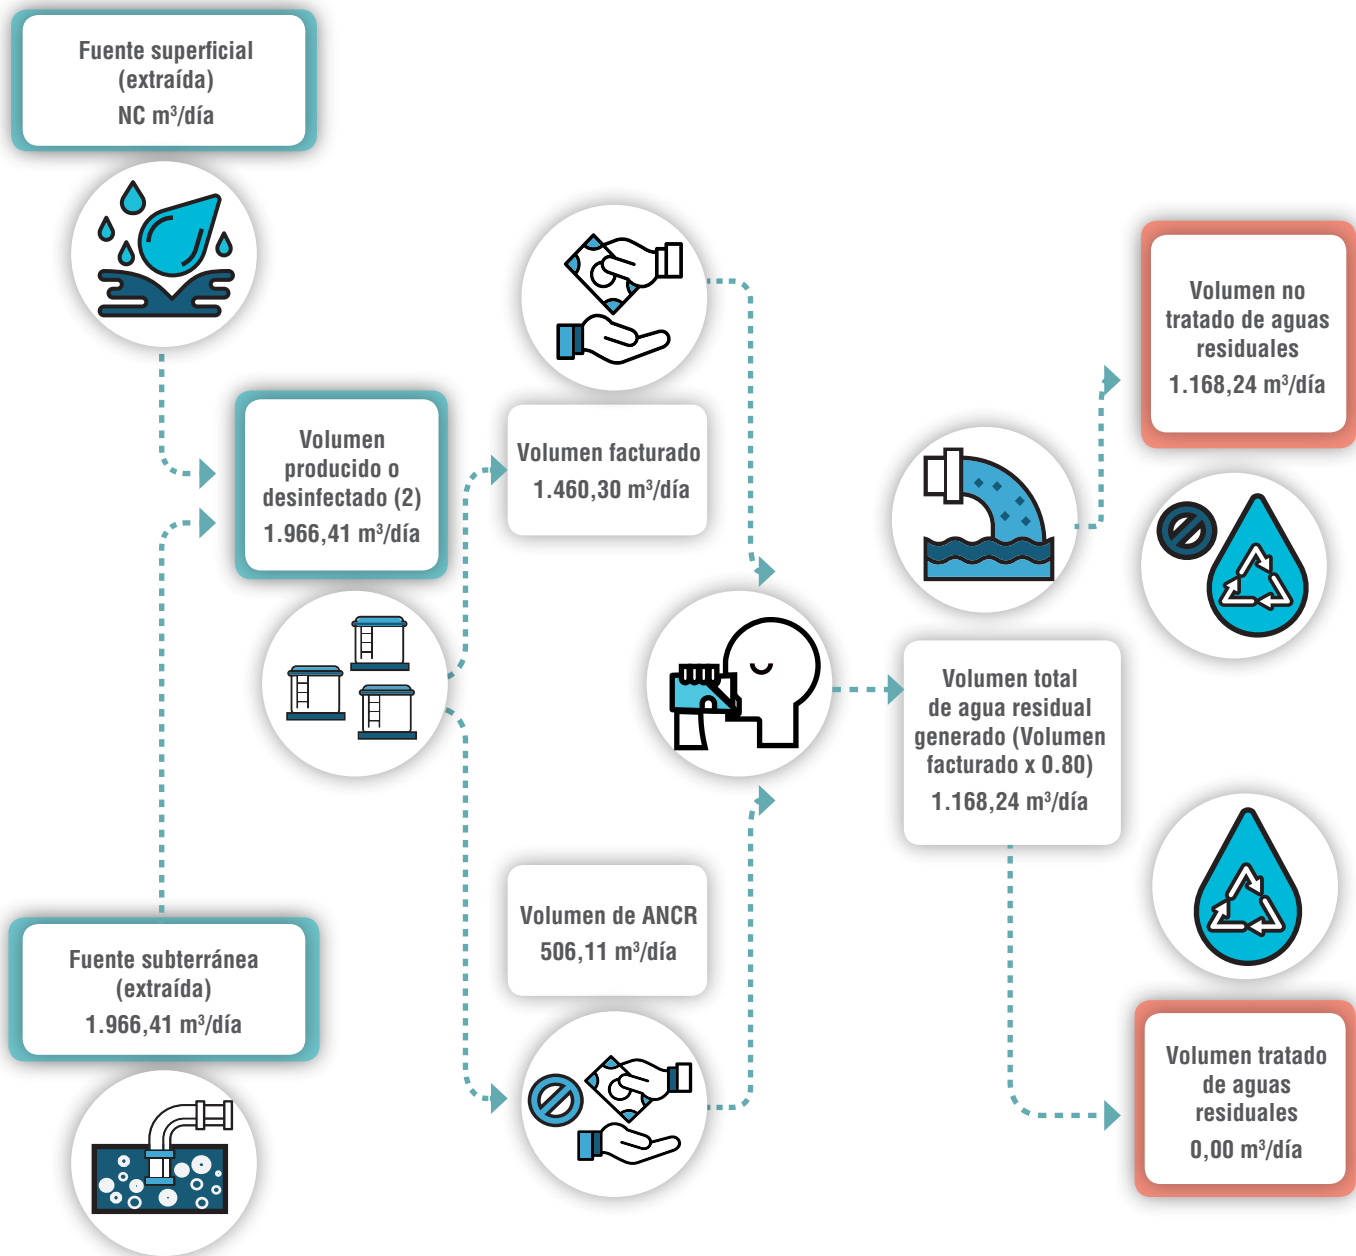 Fuente superficial
(extraída)
NC m³/día
Volumen
producido o
desinfectado (2)
1.966,41 m³/día
Fuente subterránea
(extraída)
1.966,41 m³/día
Volumen facturado
1.460,30 m³/día
Volumen de ANCR
506,11 m³/día
Volumen total
de agua residual
generado (Volumen
facturado x 0.80)
1.168,24 m³/día
Volumen no
tratado de aguas
residuales
1.168,24 m³/día
Volumen tratado
de aguas
residuales
0,00 m³/día